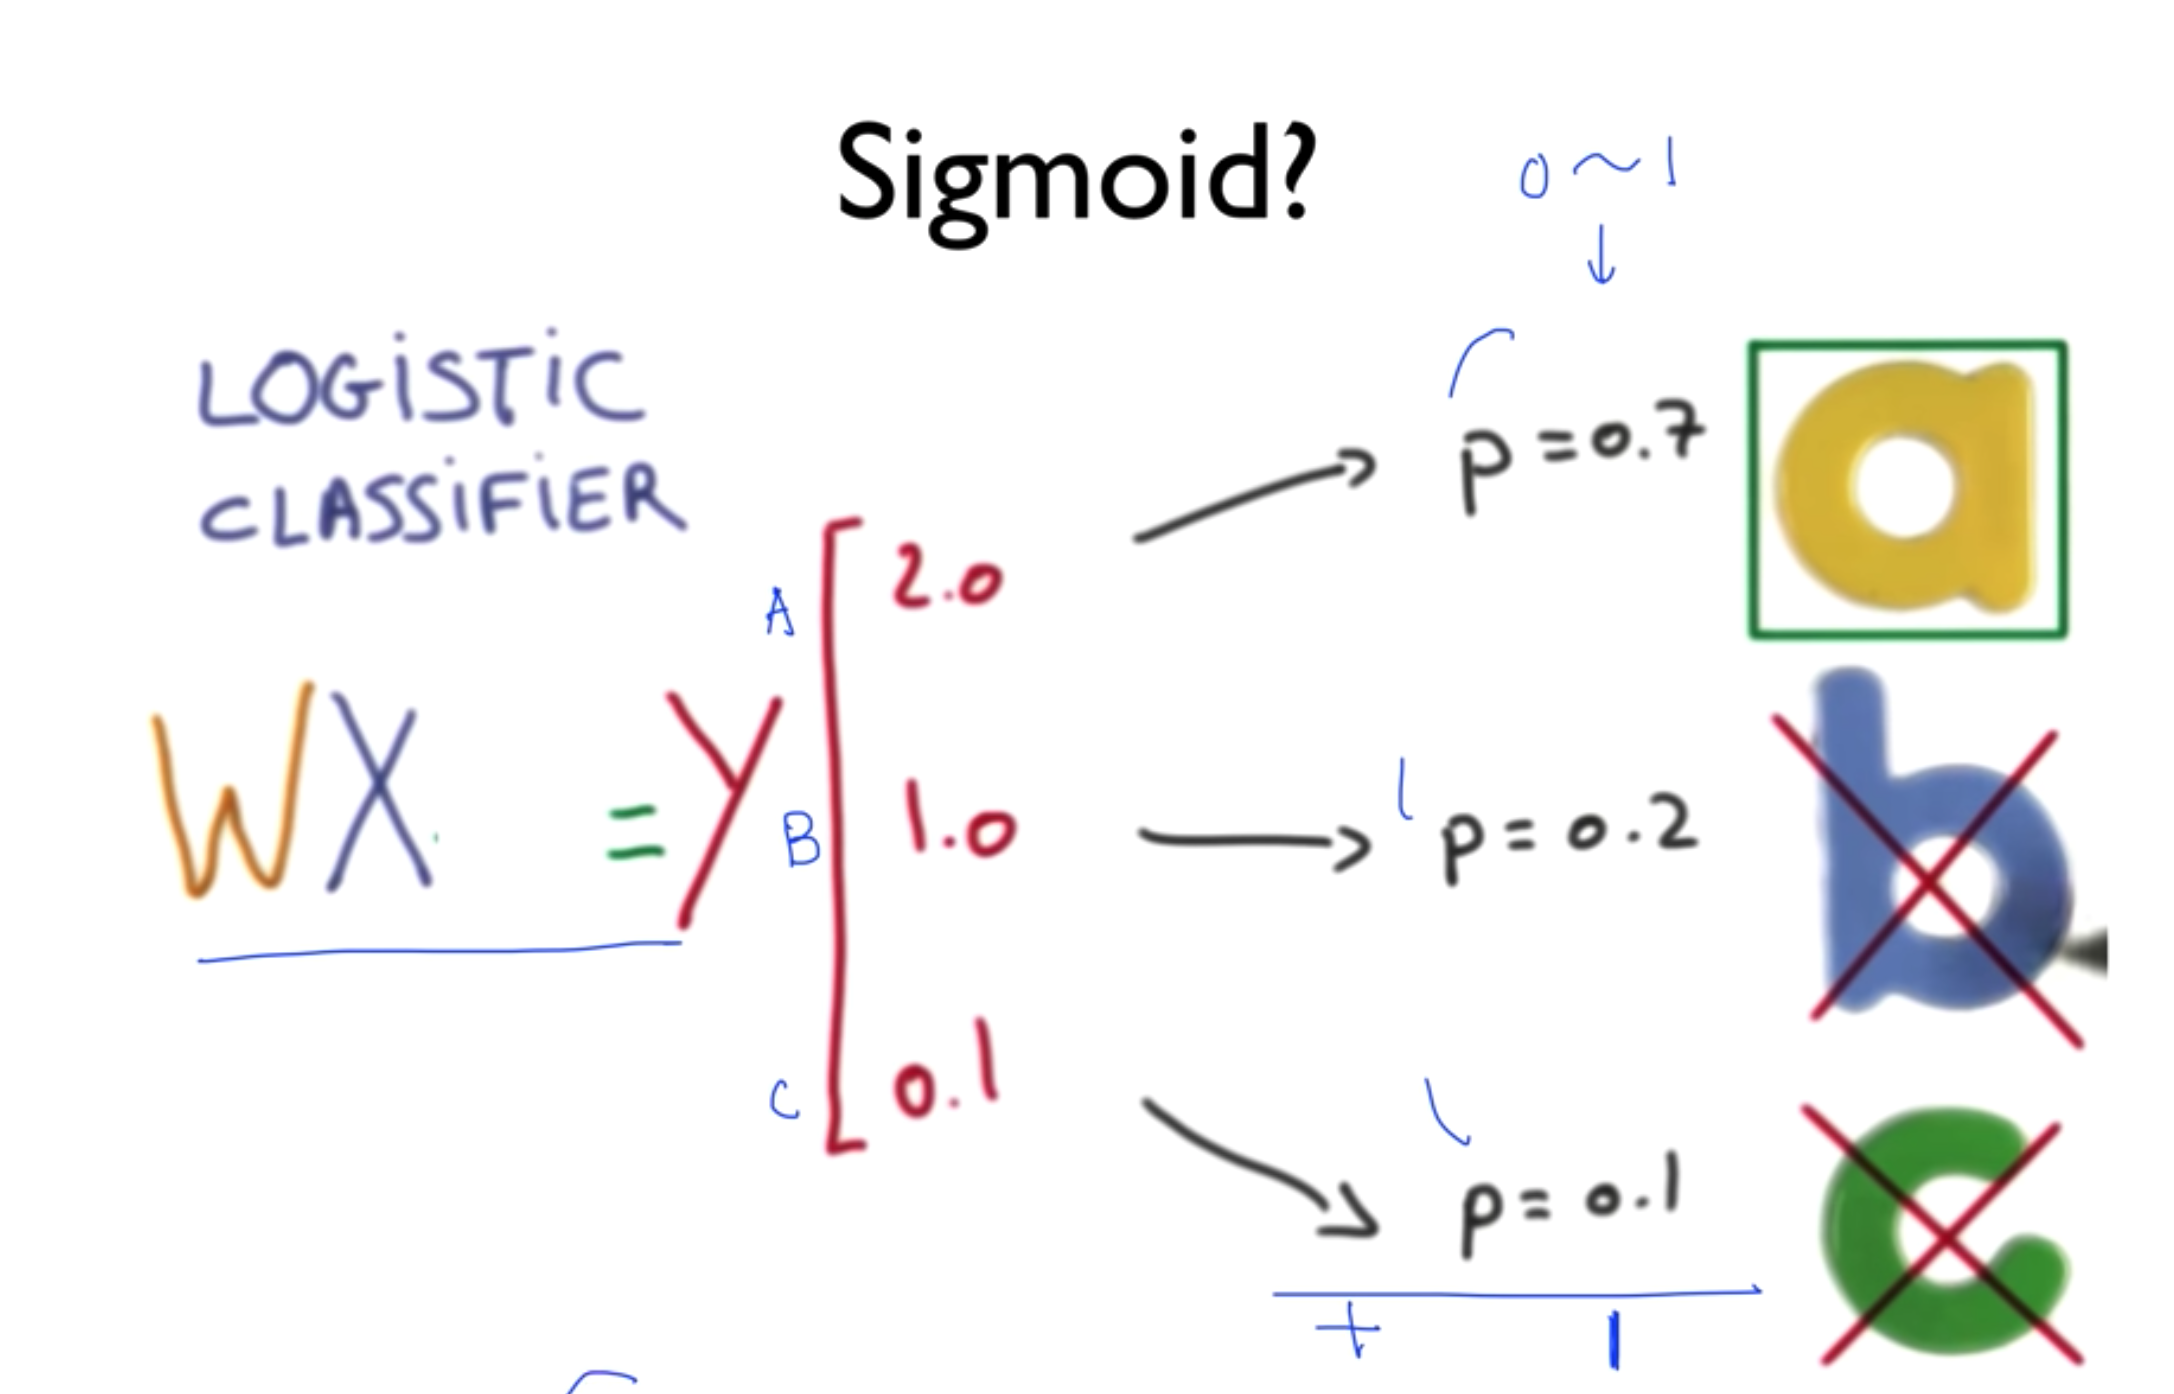 Sigmoid?
0 ~ 1
↓
LOGISTIC
CLASSIFIER
A 2.0 → p = 0.7 a
WX = Y
B 1.0 → p = 0.2 b
C 0.1 → p = 0.1 c
+ 1